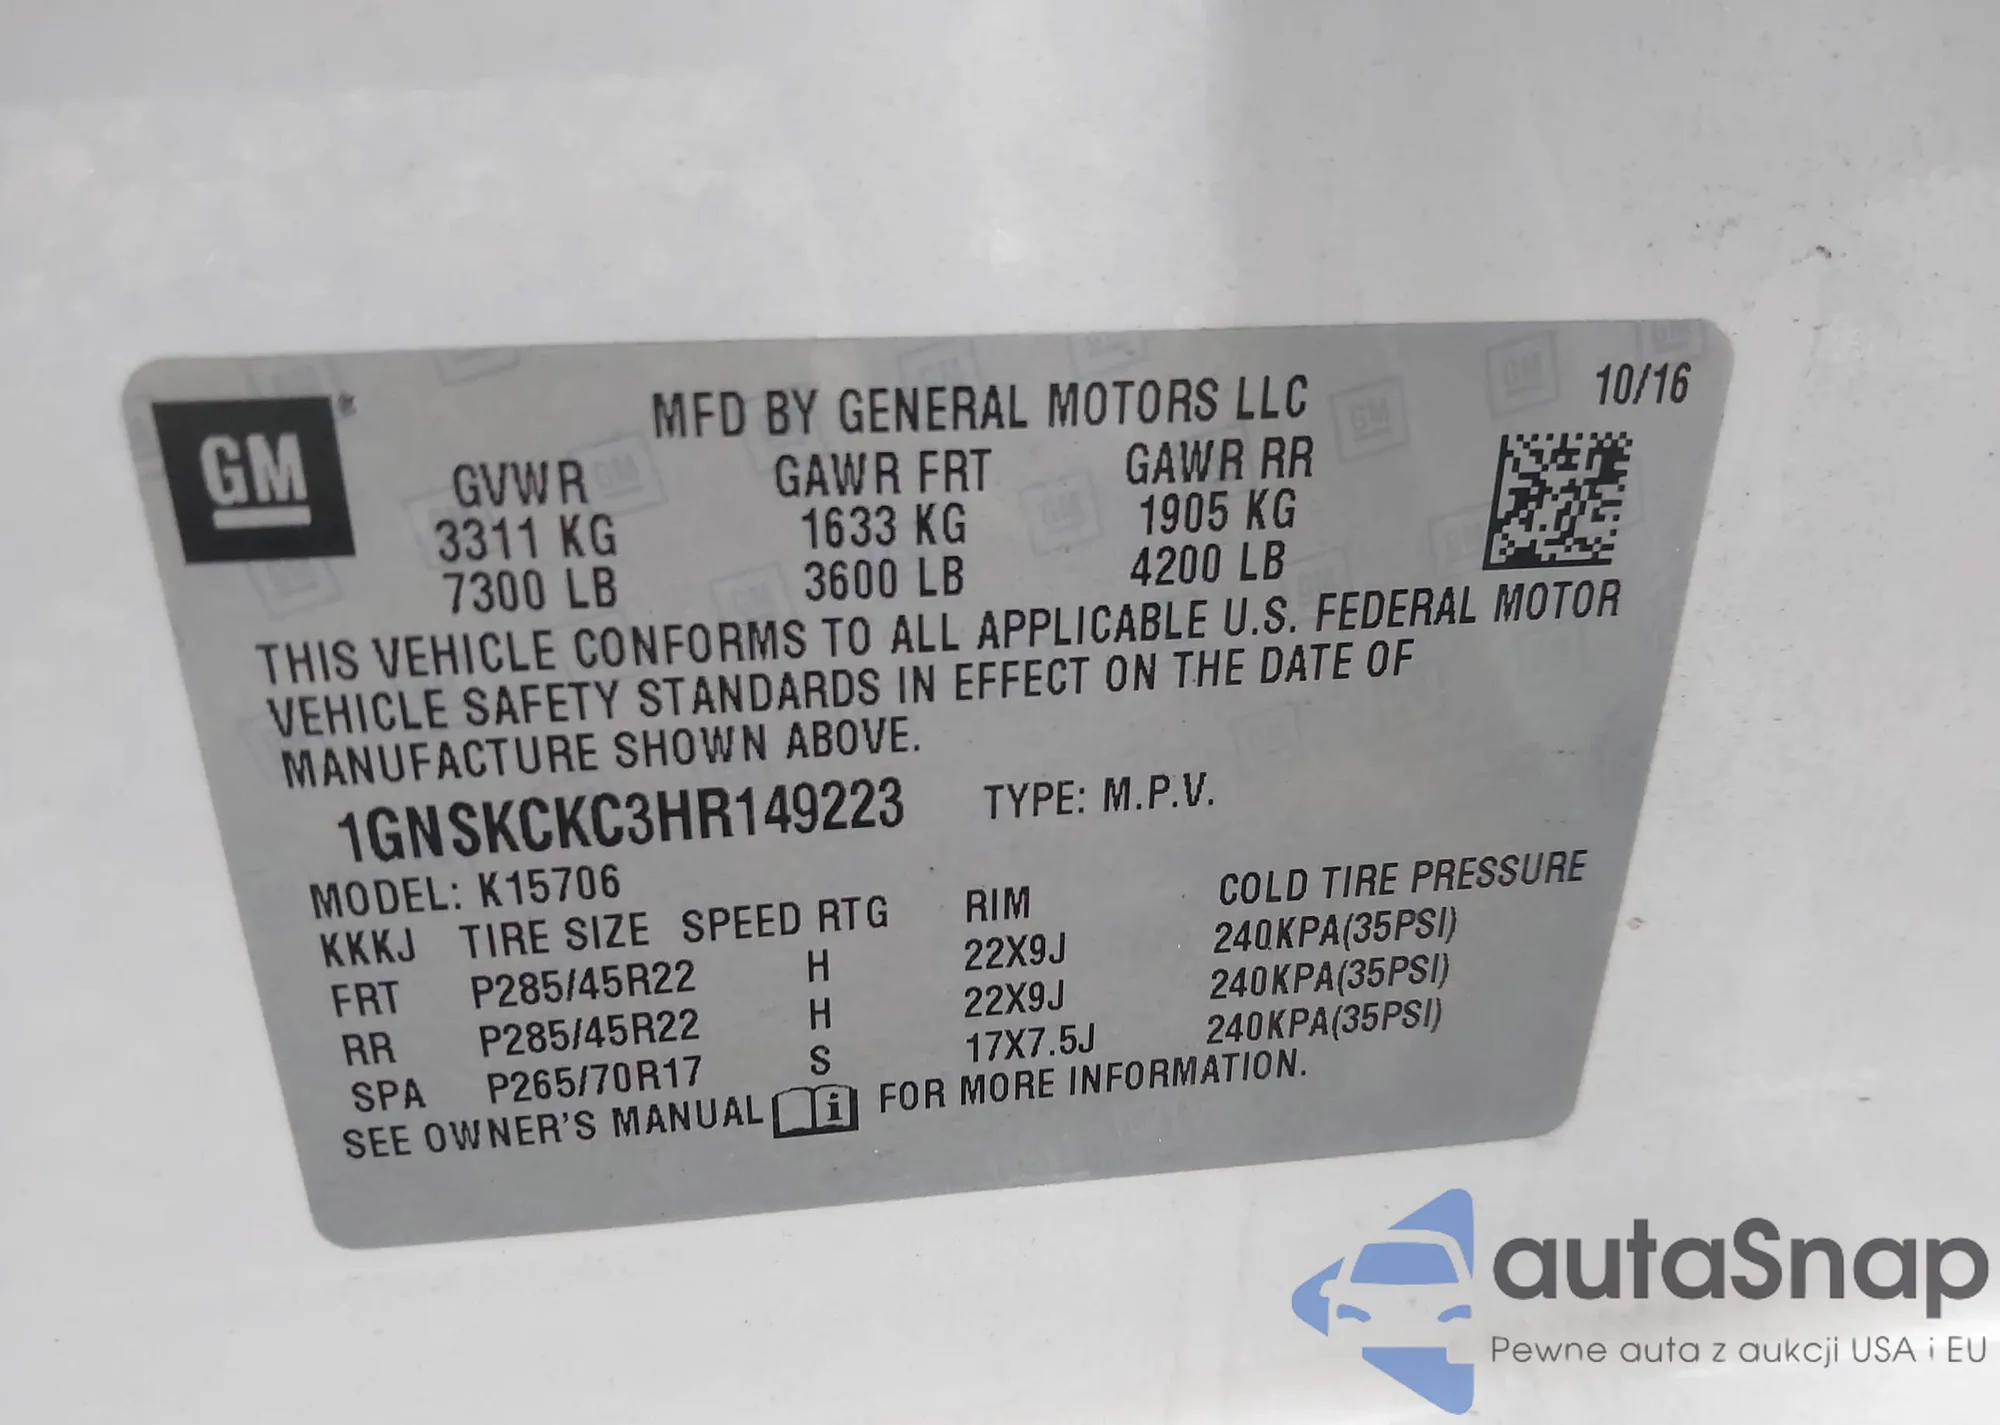 GM
MFD BY GENERAL MOTORS LLC
10/16
GVWR GAWR FRT GAWR RR
3311 KG 1633 KG 1905 KG
7300 LB 3600 LB 4200 LB
THIS VEHICLE CONFORMS TO ALL APPLICABLE U.S. FEDERAL MOTOR
VEHICLE SAFETY STANDARDS IN EFFECT ON THE DATE OF
MANUFACTURE SHOWN ABOVE.
1GNSKCKC3HR149223 TYPE: M.P.V.
MODEL: K15706
KKKJ TIRE SIZE SPEED RTG RIM COLD TIRE PRESSURE
FRT P285/45R22 H 22X9J 240KPA(35PSI)
RR P285/45R22 H 22X9J 240KPA(35PSI)
SPA P265/70R17 S 17X7.5J 240KPA(35PSI)
SEE OWNER'S MANUAL i FOR MORE INFORMATION.
autaSnap
Pewne auta z aukcji USA i EU